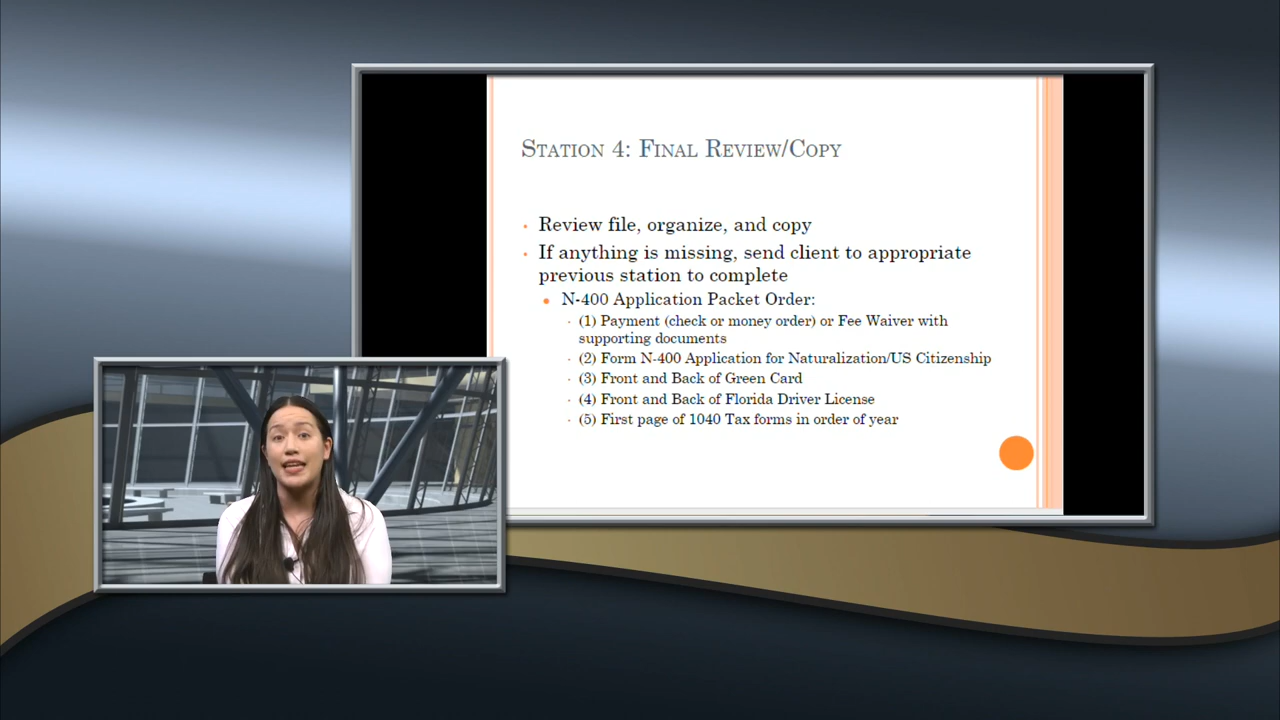 Station 4: Final Review/Copy
Review file, organize, and copy
If anything is missing, send client to appropriate
previous station to complete
N-400 Application Packet Order:
(1) Payment (check or money order) or Fee Waiver with
supporting documents
(2) Form N-400 Application for Naturalization/US Citizenship
(3) Front and Back of Green Card
(4) Front and Back of Florida Driver License
(5) First page of 1040 Tax forms in order of year